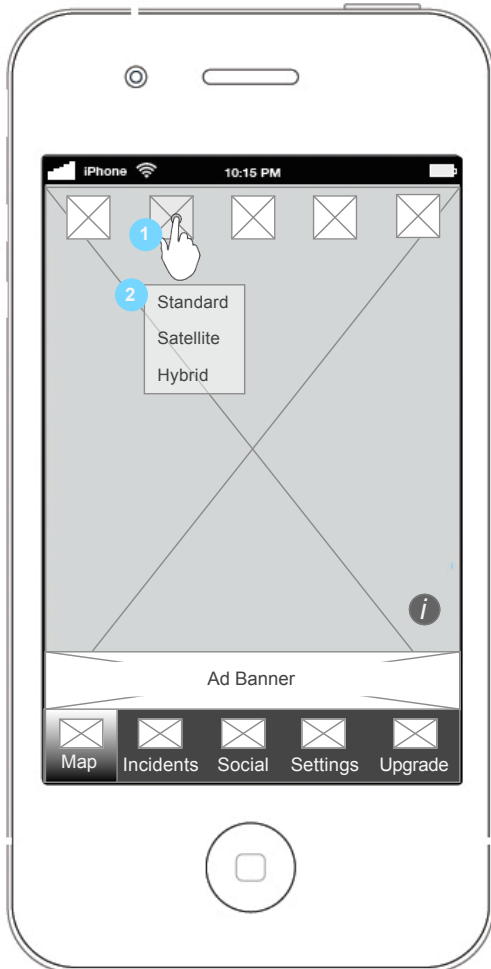 iPhone 10:15 PM
1
2
Standard
Satellite
Hybrid
i
Ad Banner
Map Incidents Social Settings Upgrade